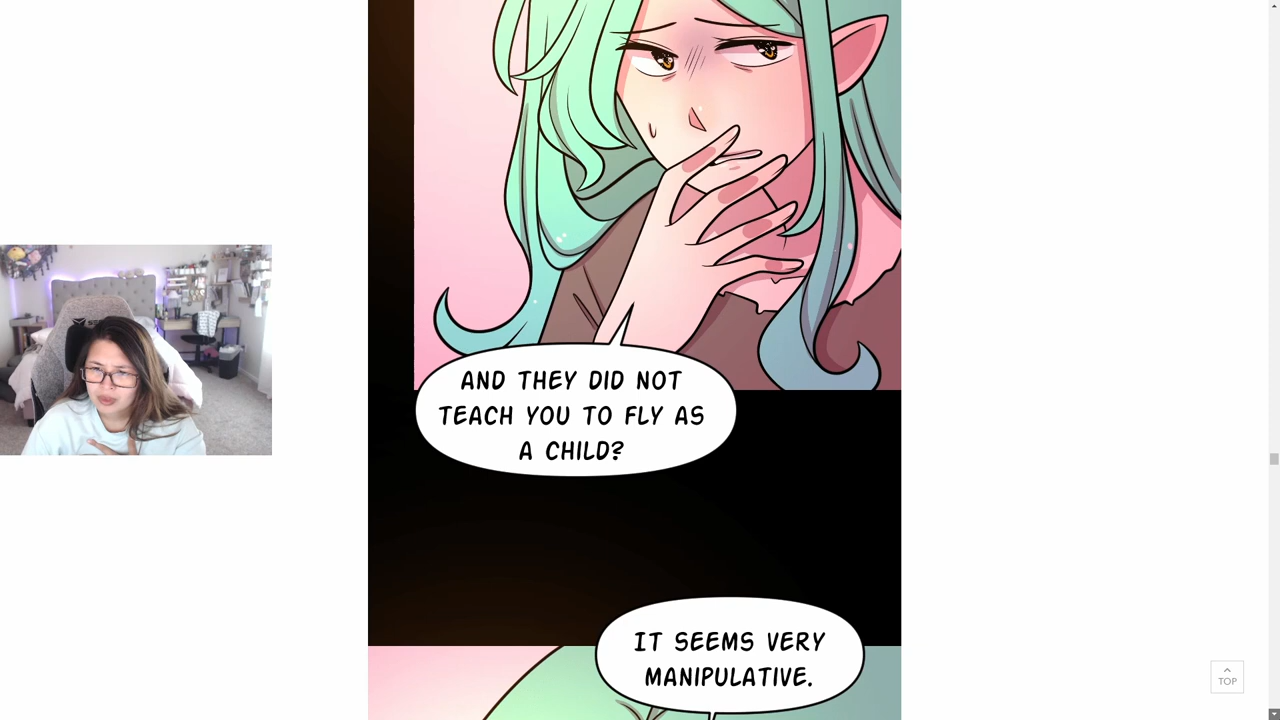 AND THEY DID NOT
TEACH YOU TO FLY AS
A CHILD?
IT SEEMS VERY
MANIPULATIVE.
TOP